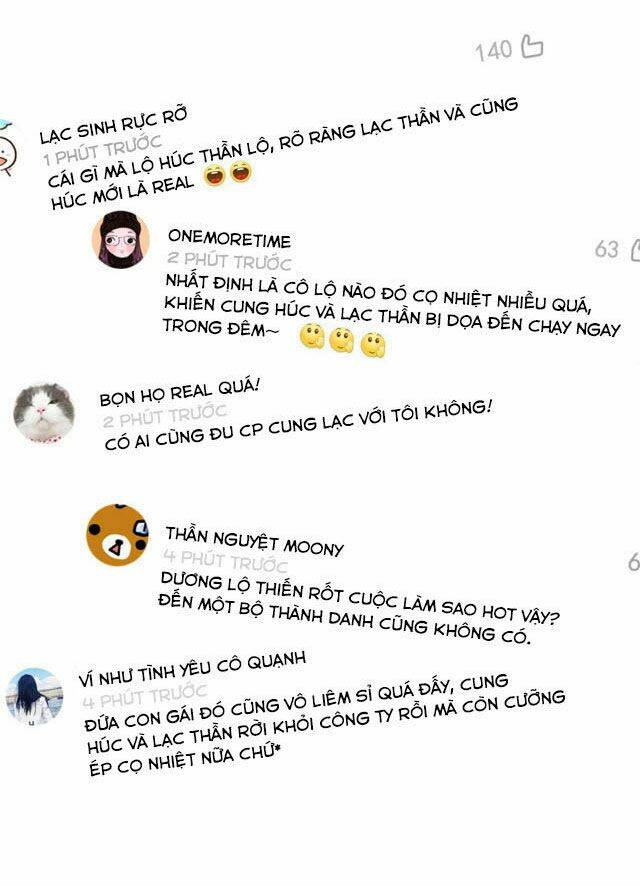 140
LẠC SINH RỰC RỠ
1 PHÚT TRƯỚC
CÁI GÌ MÀ LỘ HÚC THẦN LỘ, RÕ RÀNG LẠC THẦN VÀ CŨNG
HÚC MỚI LÀ REAL
ONEMORETIME
2 PHÚT TRƯỚC
63
NHẤT ĐỊNH LÀ CÔ LỘ NÀO ĐÓ CỌ NHIỆT NHIỀU QUÁ,
KHIẾN CUNG HÚC VÀ LẠC THẦN BỊ DỌA ĐẾN CHẠY NGAY
TRONG ĐÊM~
BỌN HỌ REAL QUÁ!
2 PHÚT TRƯỚC
CÓ AI CÙNG ĐU CP CUNG LẠC VỚI TÔI KHÔNG!
THẦN NGUYỆT MOONY
4 PHÚT TRƯỚC
6
DƯƠNG LỘ THIẾN RỐT CUỘC LÀM SAO HOT VẬY?
ĐẾN MỘT BỘ THÀNH DANH CŨNG KHÔNG CÓ.
VÍ NHƯ TÌNH YÊU CÔ QUẠNH
4 PHÚT TRƯỚC
ĐỨA CON GÁI ĐÓ CŨNG VÔ LIÊM SỈ QUÁ ĐẤY, CUNG
HÚC VÀ LẠC THẦN RỜI KHỎI CÔNG TY RỒI MÀ CÒN CƯỠNG
ÉP CỌ NHIỆT NỮA CHỨ*